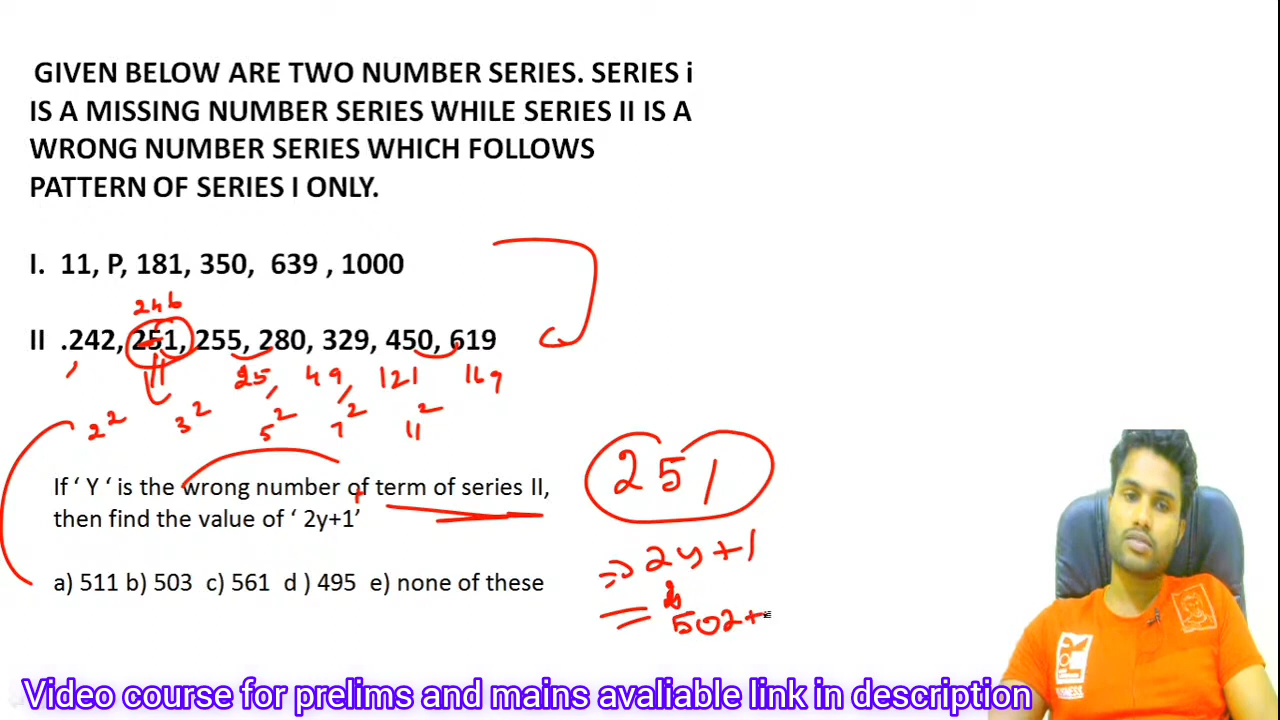 GIVEN BELOW ARE TWO NUMBER SERIES. SERIES i
IS A MISSING NUMBER SERIES WHILE SERIES II IS A
WRONG NUMBER SERIES WHICH FOLLOWS
PATTERN OF SERIES I ONLY.
I. 11, P, 181, 350, 639 , 1000
246
II .242, 251, 255, 280, 329, 450, 619
25 49 121 169
2² 3² 5² 7² 11²
If ‘ Y ‘ is the wrong number of term of series II,
then find the value of ‘ 2y+1’
a) 511 b) 503 c) 561 d ) 495 e) none of these
251
⇒ 2y+1
= 502+
Video course for prelims and mains avaliable link in description